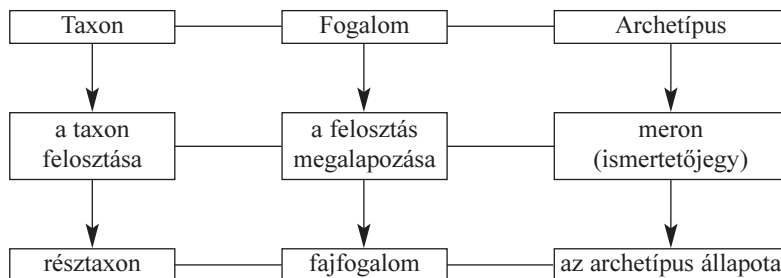 Taxon
Fogalom
Archetípus
a taxon
felosztása
a felosztás
megalapozása
meron
(ismertetőjegy)
résztaxon
fajfogalom
az archetípus állapota